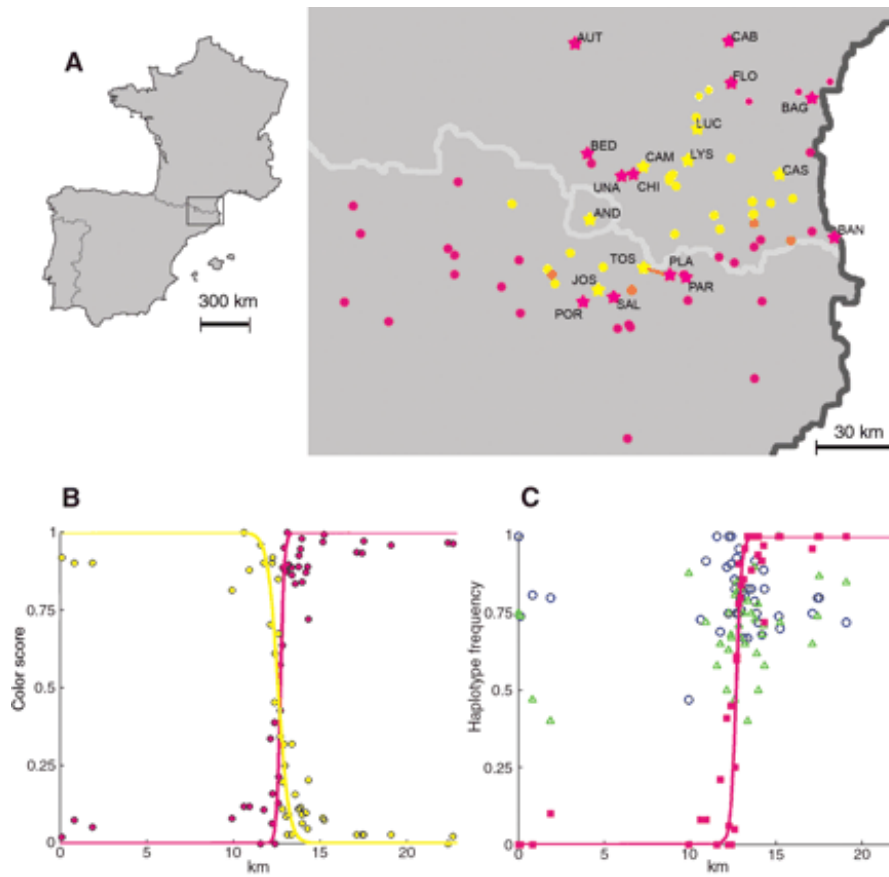 A
300 km
AUT
CAB
FLO
BAG
LUC
BED
CAM
LYS
CAS
UNA
CHI
AND
BAN
TOS
PLA
JOS
PAR
SAL
POR
30 km
B
Color score
1
0.75
0.5
0.25
0
0
5
10
15
20
km
C
Haplotype frequency
1
0.75
0.5
0.25
0
0
5
10
15
20
km